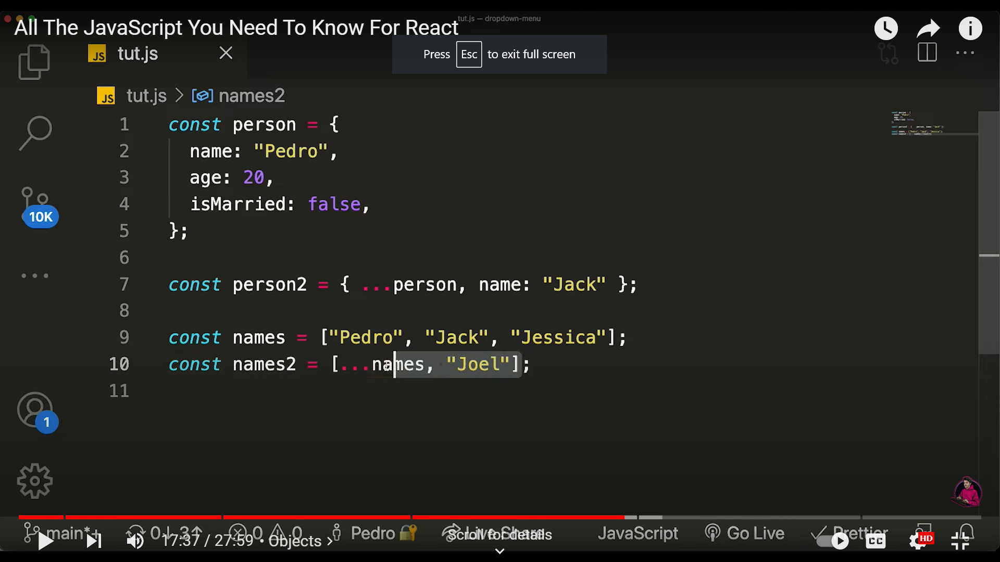 tut.js — dropdown-menu
All The JavaScript You Need To Know For React
JS tut.js
Press Esc to exit full screen
JS tut.js > names2
1 const person = {
2 name: "Pedro",
3 age: 20,
4 isMarried: false,
5 };
6
7 const person2 = { ...person, name: "Jack" };
8
9 const names = ["Pedro", "Jack", "Jessica"];
10 const names2 = [...names, "Joel"];
11
10K
1
main*+ 0↓ 3↑ 0 0 Pedro Live Share JavaScript Go Live Prettier
17:37 / 27:59 • Objects >
Scroll for details
CC
HD